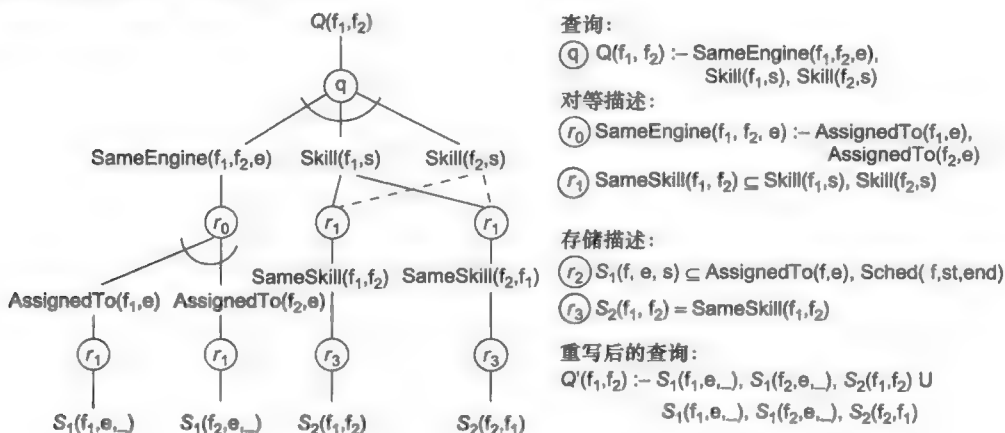 Q(f₁,f₂)
q
SameEngine(f₁,f₂,e) Skill(f₁,s) Skill(f₂,s)
r₀ r₁ r₁
SameSkill(f₁,f₂) SameSkill(f₂,f₁)
AssignedTo(f₁,e) AssignedTo(f₂,e)
r₁ r₁ r₃ r₃
S₁(f₁,e,_) S₁(f₂,e,_) S₂(f₁,f₂) S₂(f₂,f₁)
查询:
q Q(f₁, f₂) :– SameEngine(f₁,f₂,e),
Skill(f₁,s), Skill(f₂,s)
对等描述:
r₀ SameEngine(f₁, f₂, e) :– AssignedTo(f₁,e),
AssignedTo(f₂,e)
r₁ SameSkill(f₁, f₂) ⊆ Skill(f₁,s), Skill(f₂,s)
存储描述:
r₂ S₁(f, e, s) ⊆ AssignedTo(f,e), Sched( f,st,end)
r₃ S₂(f₁, f₂) = SameSkill(f₁,f₂)
重写后的查询:
Q'(f₁,f₂) :– S₁(f₁,e,_), S₁(f₂,e,_), S₂(f₁,f₂) U
S₁(f₁,e,_), S₁(f₂,e,_), S₂(f₂,f₁)